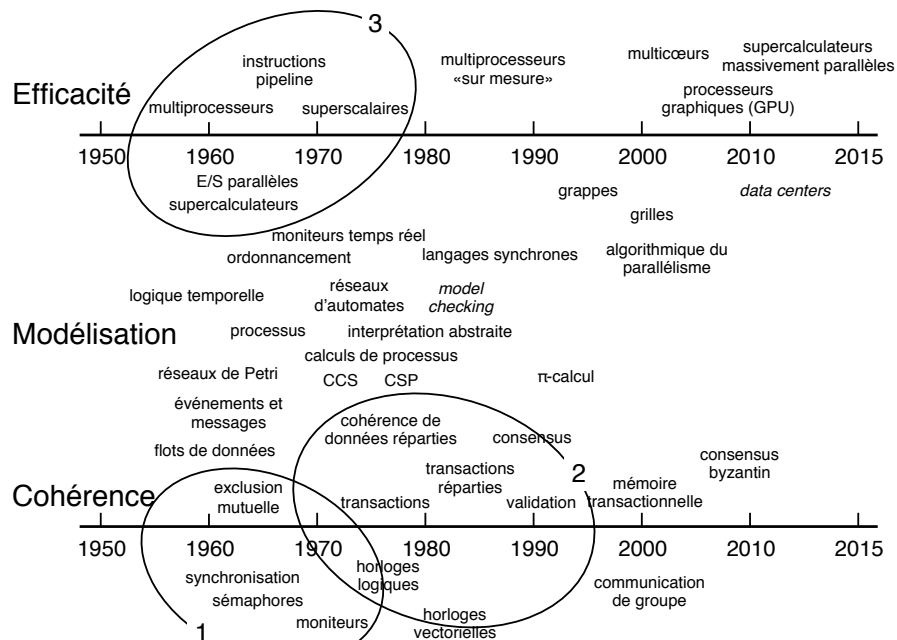 3
instructions
pipeline
multiprocesseurs
«sur mesure»
multicœurs
supercalculateurs
massivement parallèles
Efficacité
multiprocesseurs
superscalaires
processeurs
graphiques (GPU)
1950 1960 1970 1980 1990 2000 2010 2015
E/S parallèles
supercalculateurs
grappes
data centers
grilles
moniteurs temps réel
ordonnancement
langages synchrones
algorithmique du
parallélisme
logique temporelle
réseaux
d'automates
model
checking
Modélisation
processus
interprétation abstraite
calculs de processus
réseaux de Petri
CCS
CSP
π-calcul
événements et
messages
cohérence de
données réparties
consensus
flots de données
transactions
réparties
2
consensus
byzantin
Cohérence
exclusion
mutuelle
transactions
validation
mémoire
transactionnelle
1950 1960 1970 1980 1990 2000 2010 2015
synchronisation
horloges
logiques
communication
de groupe
sémaphores
moniteurs
horloges
vectorielles
1